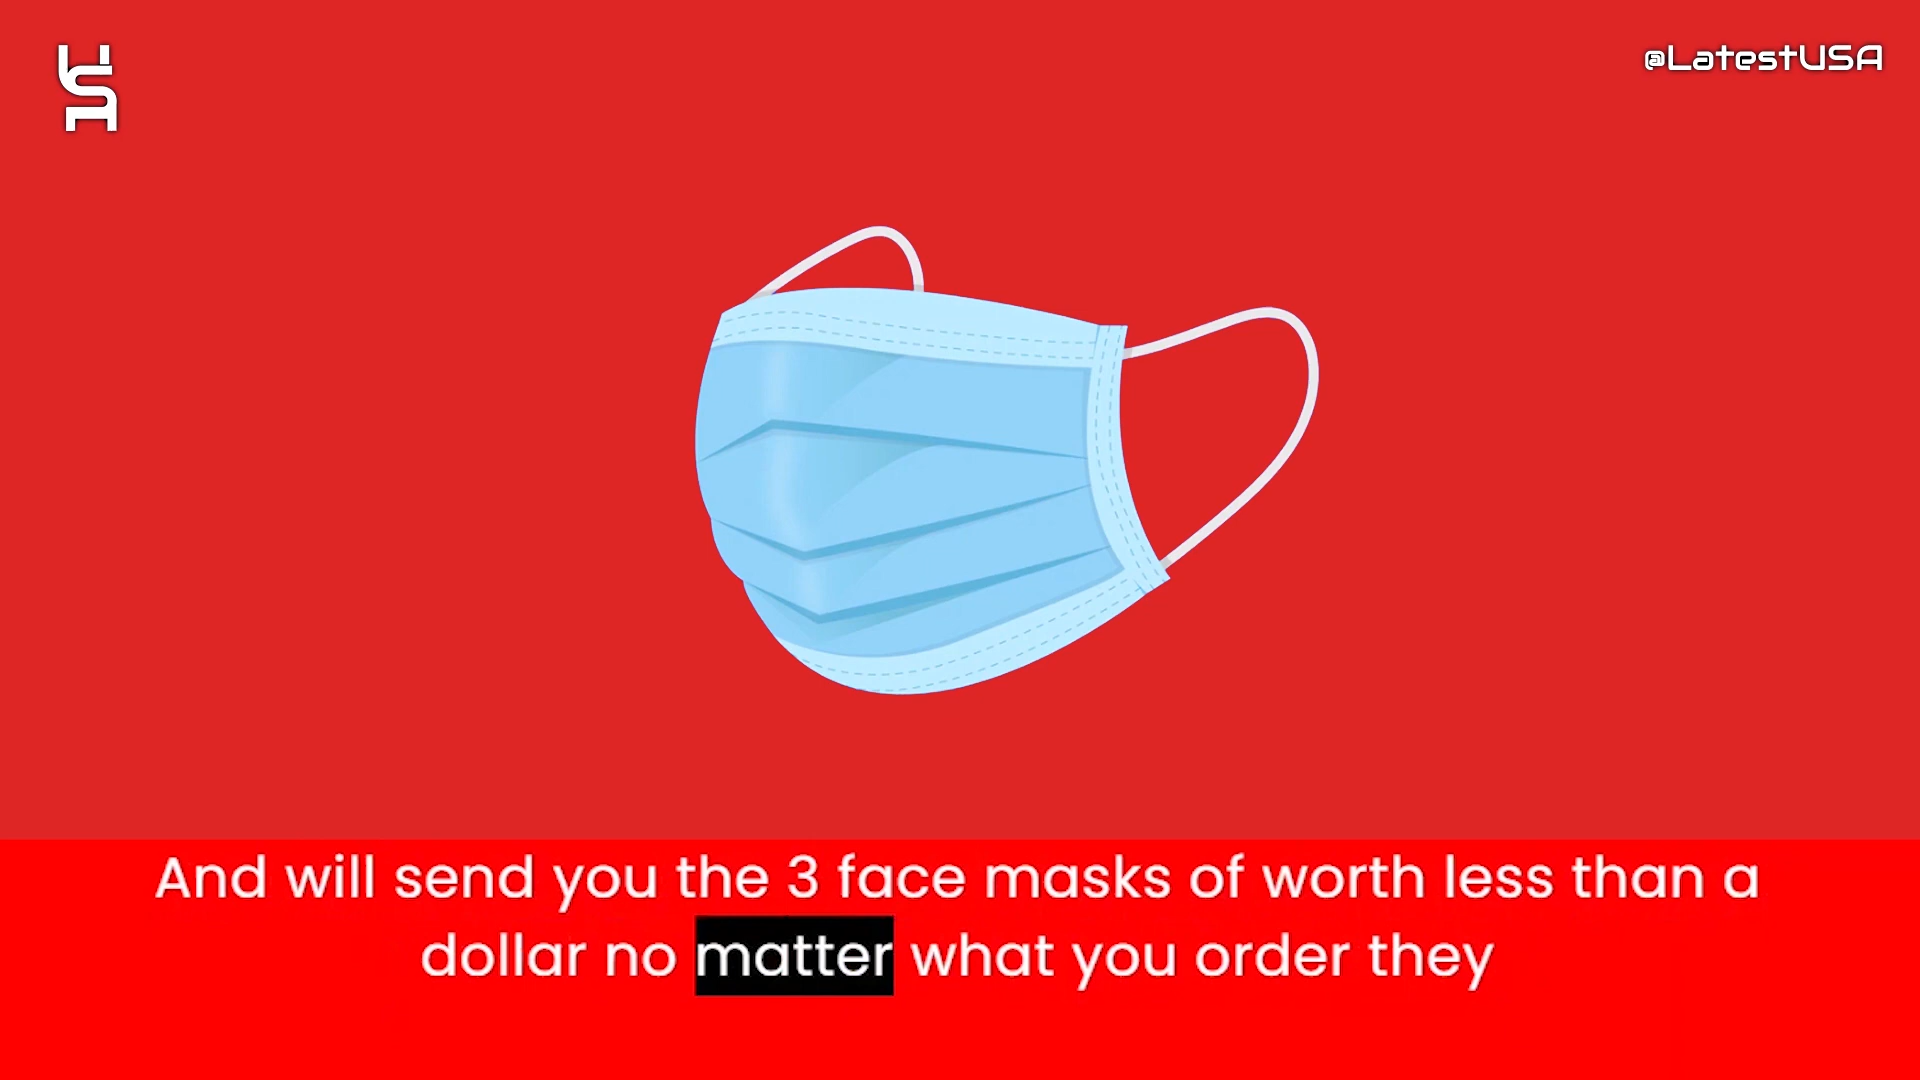 USA
@LatestUSA
And will send you the 3 face masks of worth less than a
dollar no matter what you order they